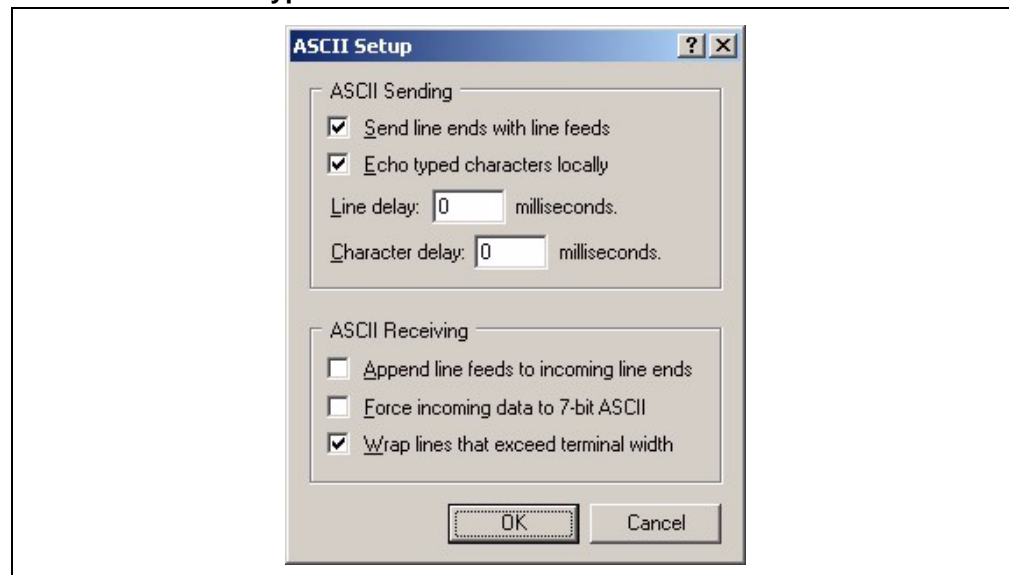 ASCII Setup
ASCII Sending
Send line ends with line feeds
Echo typed characters locally
Line delay: 0 milliseconds.
Character delay: 0 milliseconds.
ASCII Receiving
Append line feeds to incoming line ends
Force incoming data to 7-bit ASCII
Wrap lines that exceed terminal width
OK Cancel